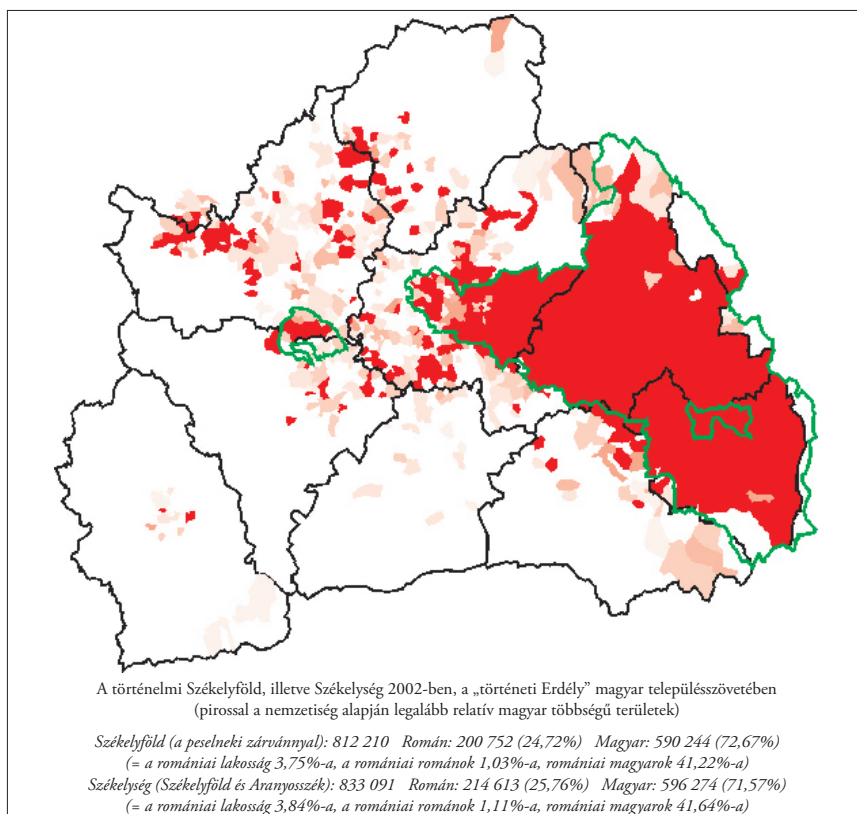 A történelmi Székelyföld, illetve Székelység 2002-ben, a „történeti Erdély” magyar településszövetében
(pirossal a nemzetiség alapján legalább relatív magyar többségű területek)
Székelyföld (a peselneki zárvánnyal): 812 210 Román: 200 752 (24,72%) Magyar: 590 244 (72,67%)
(= a romániai lakosság 3,75%-a, a romániai románok 1,03%-a, romániai magyarok 41,22%-a)
Székelység (Székelyföld és Aranyosszék): 833 091 Román: 214 613 (25,76%) Magyar: 596 274 (71,57%)
(= a romániai lakosság 3,84%-a, a romániai románok 1,11%-a, romániai magyarok 41,64%-a)